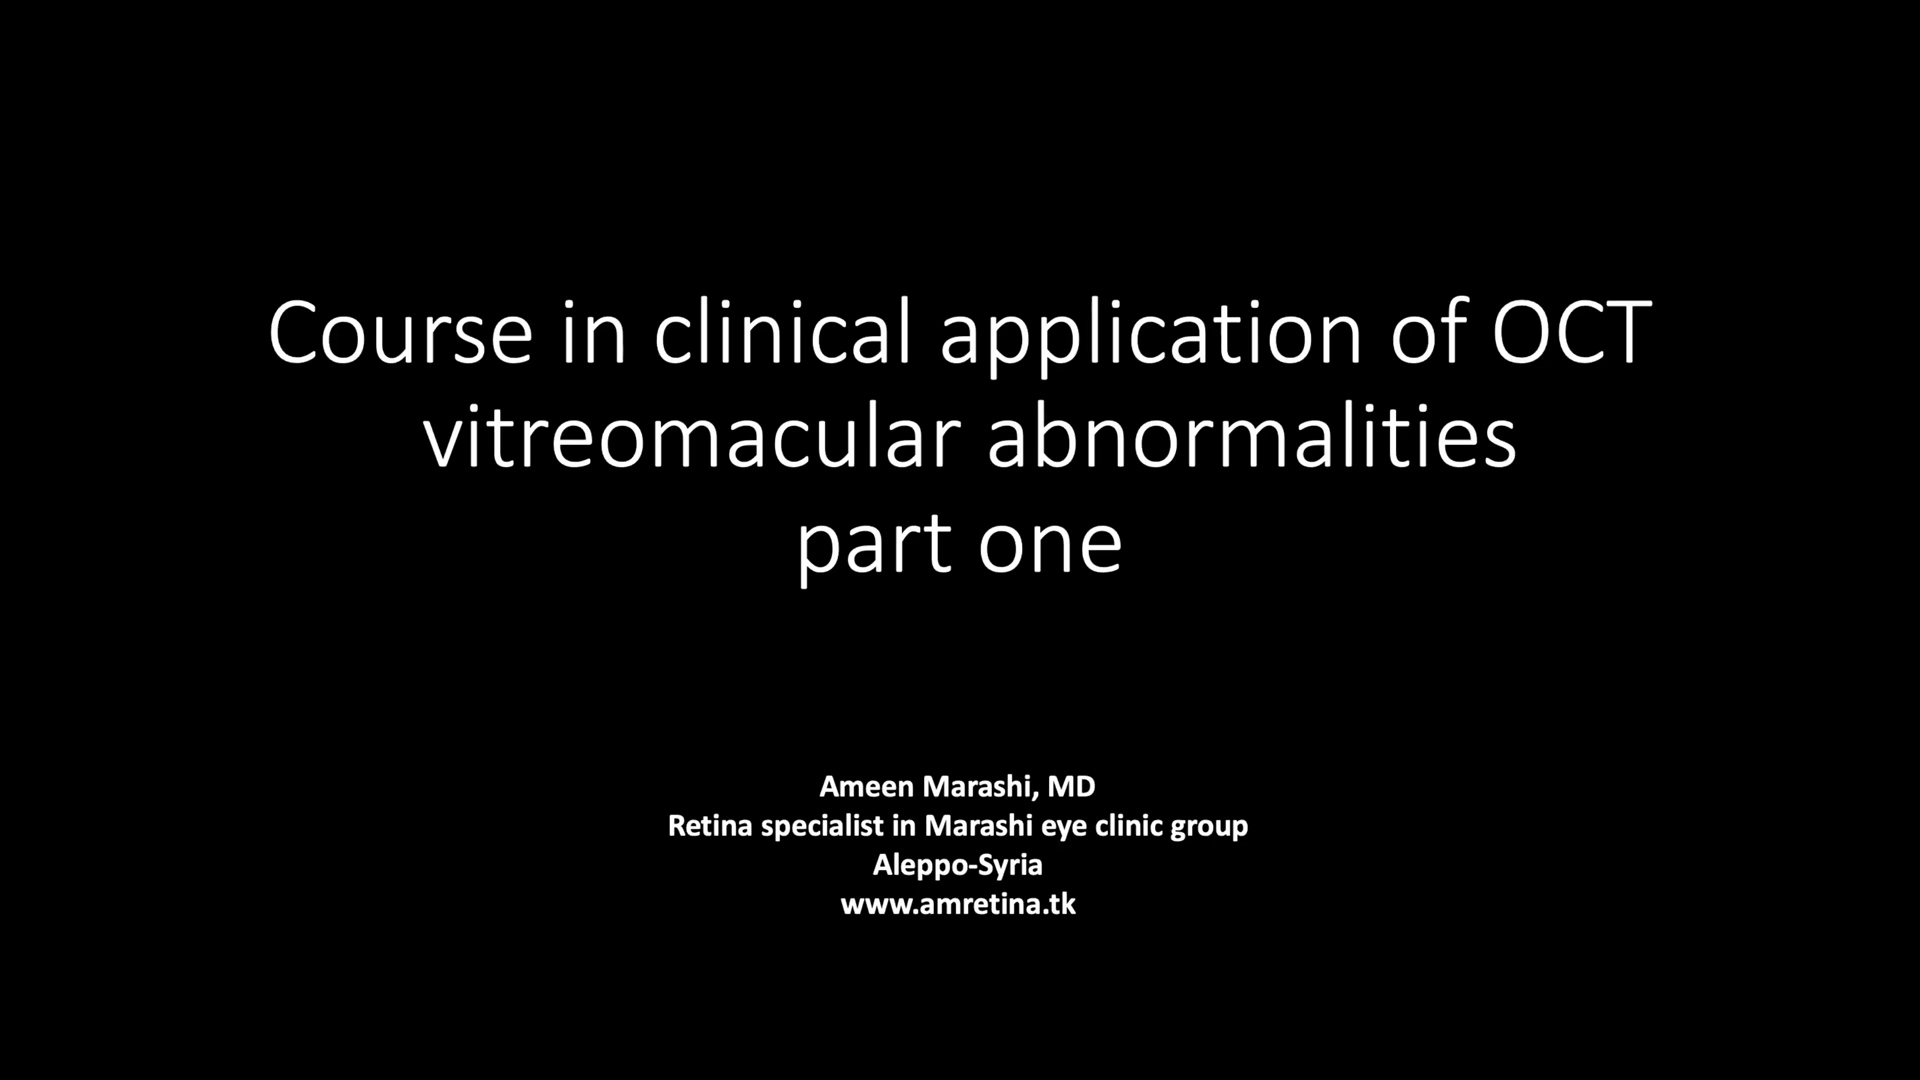 Course in clinical application of OCT
vitreomacular abnormalities
part one
Ameen Marashi, MD
Retina specialist in Marashi eye clinic group
Aleppo-Syria
www.amretina.tk